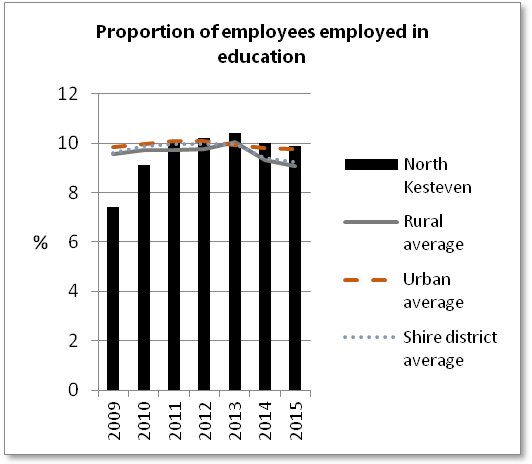 Proportion of employees employed in
education
12
10
8
6
4
2
0
%
2009
2010
2011
2012
2013
2014
2015
North
Kesteven
Rural
average
Urban
average
Shire district
average